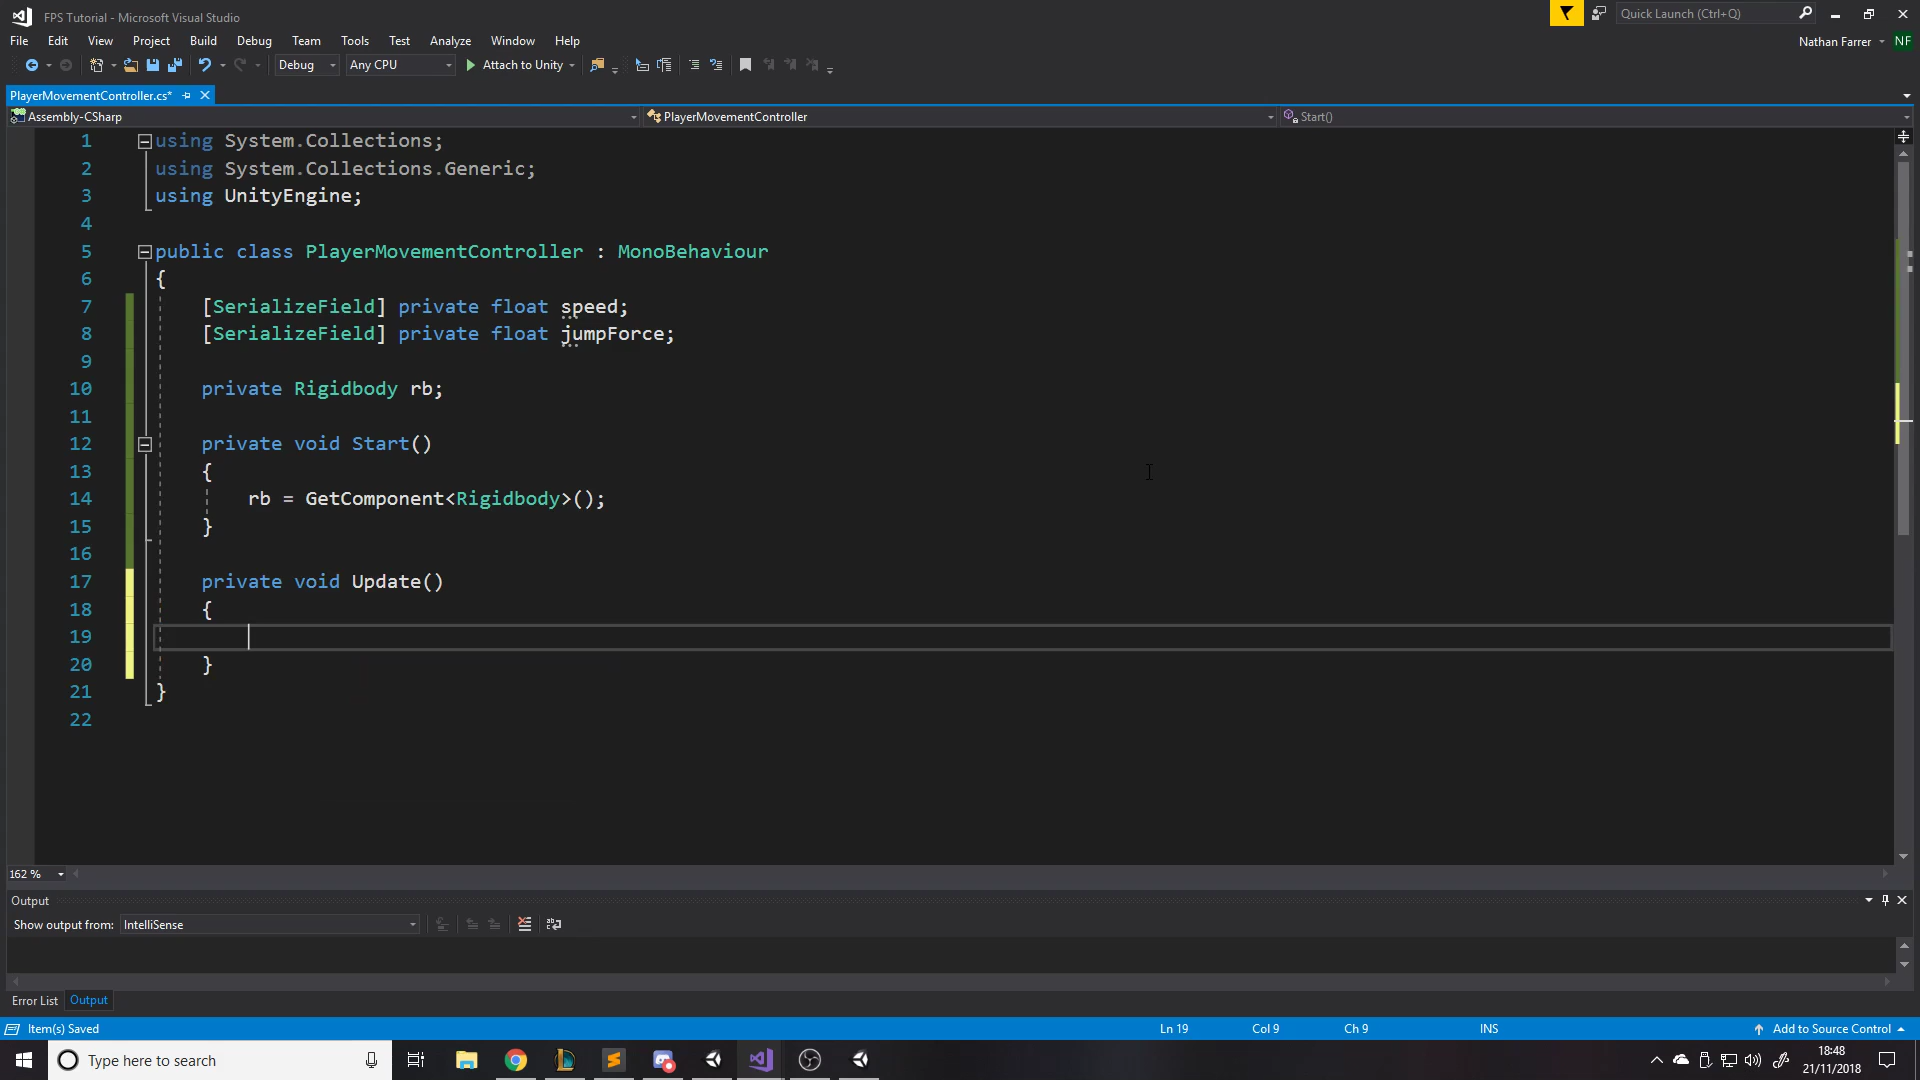 FPS Tutorial - Microsoft Visual Studio
Quick Launch (Ctrl+Q)
File Edit View Project Build Debug Team Tools Test Analyze Window Help
Nathan Farrer NF
Debug Any CPU Attach to Unity
PlayerMovementController.cs*
Assembly-CSharp PlayerMovementController Start()
1 using System.Collections;
2 using System.Collections.Generic;
3 using UnityEngine;
4
5 public class PlayerMovementController : MonoBehaviour
6 {
7 [SerializeField] private float speed;
8 [SerializeField] private float jumpForce;
9
10 private Rigidbody rb;
11
12 private void Start()
13 {
14 rb = GetComponent<Rigidbody>();
15 }
16
17 private void Update()
18 {
19
20 }
21 }
22
162 %
Output
Show output from: IntelliSense
Error List Output
Item(s) Saved Ln 19 Col 9 Ch 9 INS Add to Source Control
Type here to search
18:48
21/11/2018